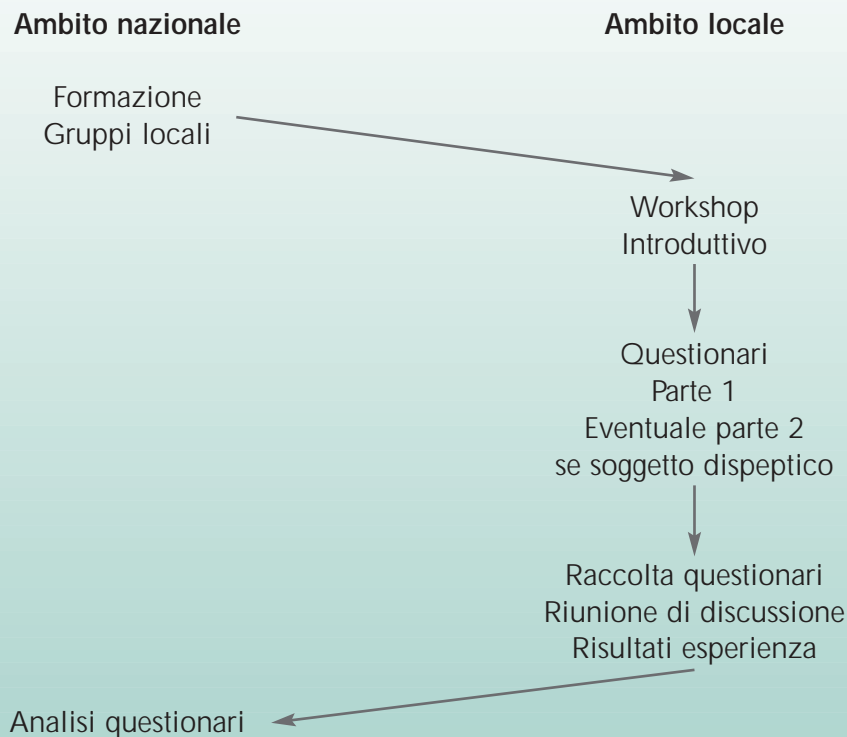 Ambito nazionale
Ambito locale
Formazione
Gruppi locali
Workshop
Introduttivo
Questionari
Parte 1
Eventuale parte 2
se soggetto dispeptico
Raccolta questionari
Riunione di discussione
Risultati esperienza
Analisi questionari